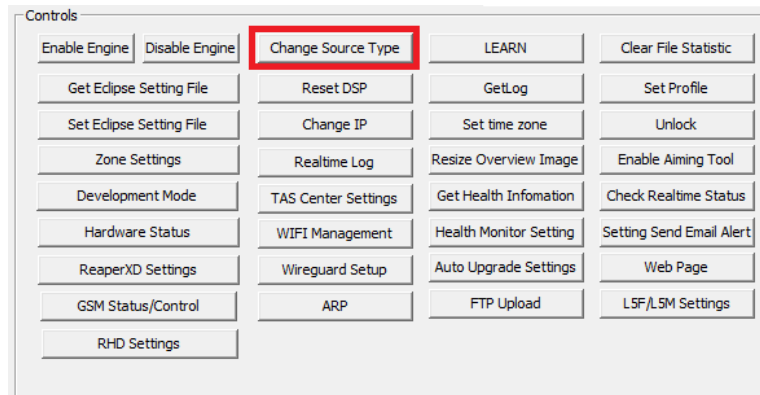 Controls
Enable Engine Disable Engine Change Source Type LEARN Clear File Statistic
Get Eclipse Setting File Reset DSP GetLog Set Profile
Set Eclipse Setting File Change IP Set time zone Unlock
Zone Settings Realtime Log Resize Overview Image Enable Aiming Tool
Development Mode TAS Center Settings Get Health Infomation Check Realtime Status
Hardware Status WIFI Management Health Monitor Setting Setting Send Email Alert
ReaperXD Settings Wireguard Setup Auto Upgrade Settings Web Page
GSM Status/Control ARP FTP Upload L5F/L5M Settings
RHD Settings